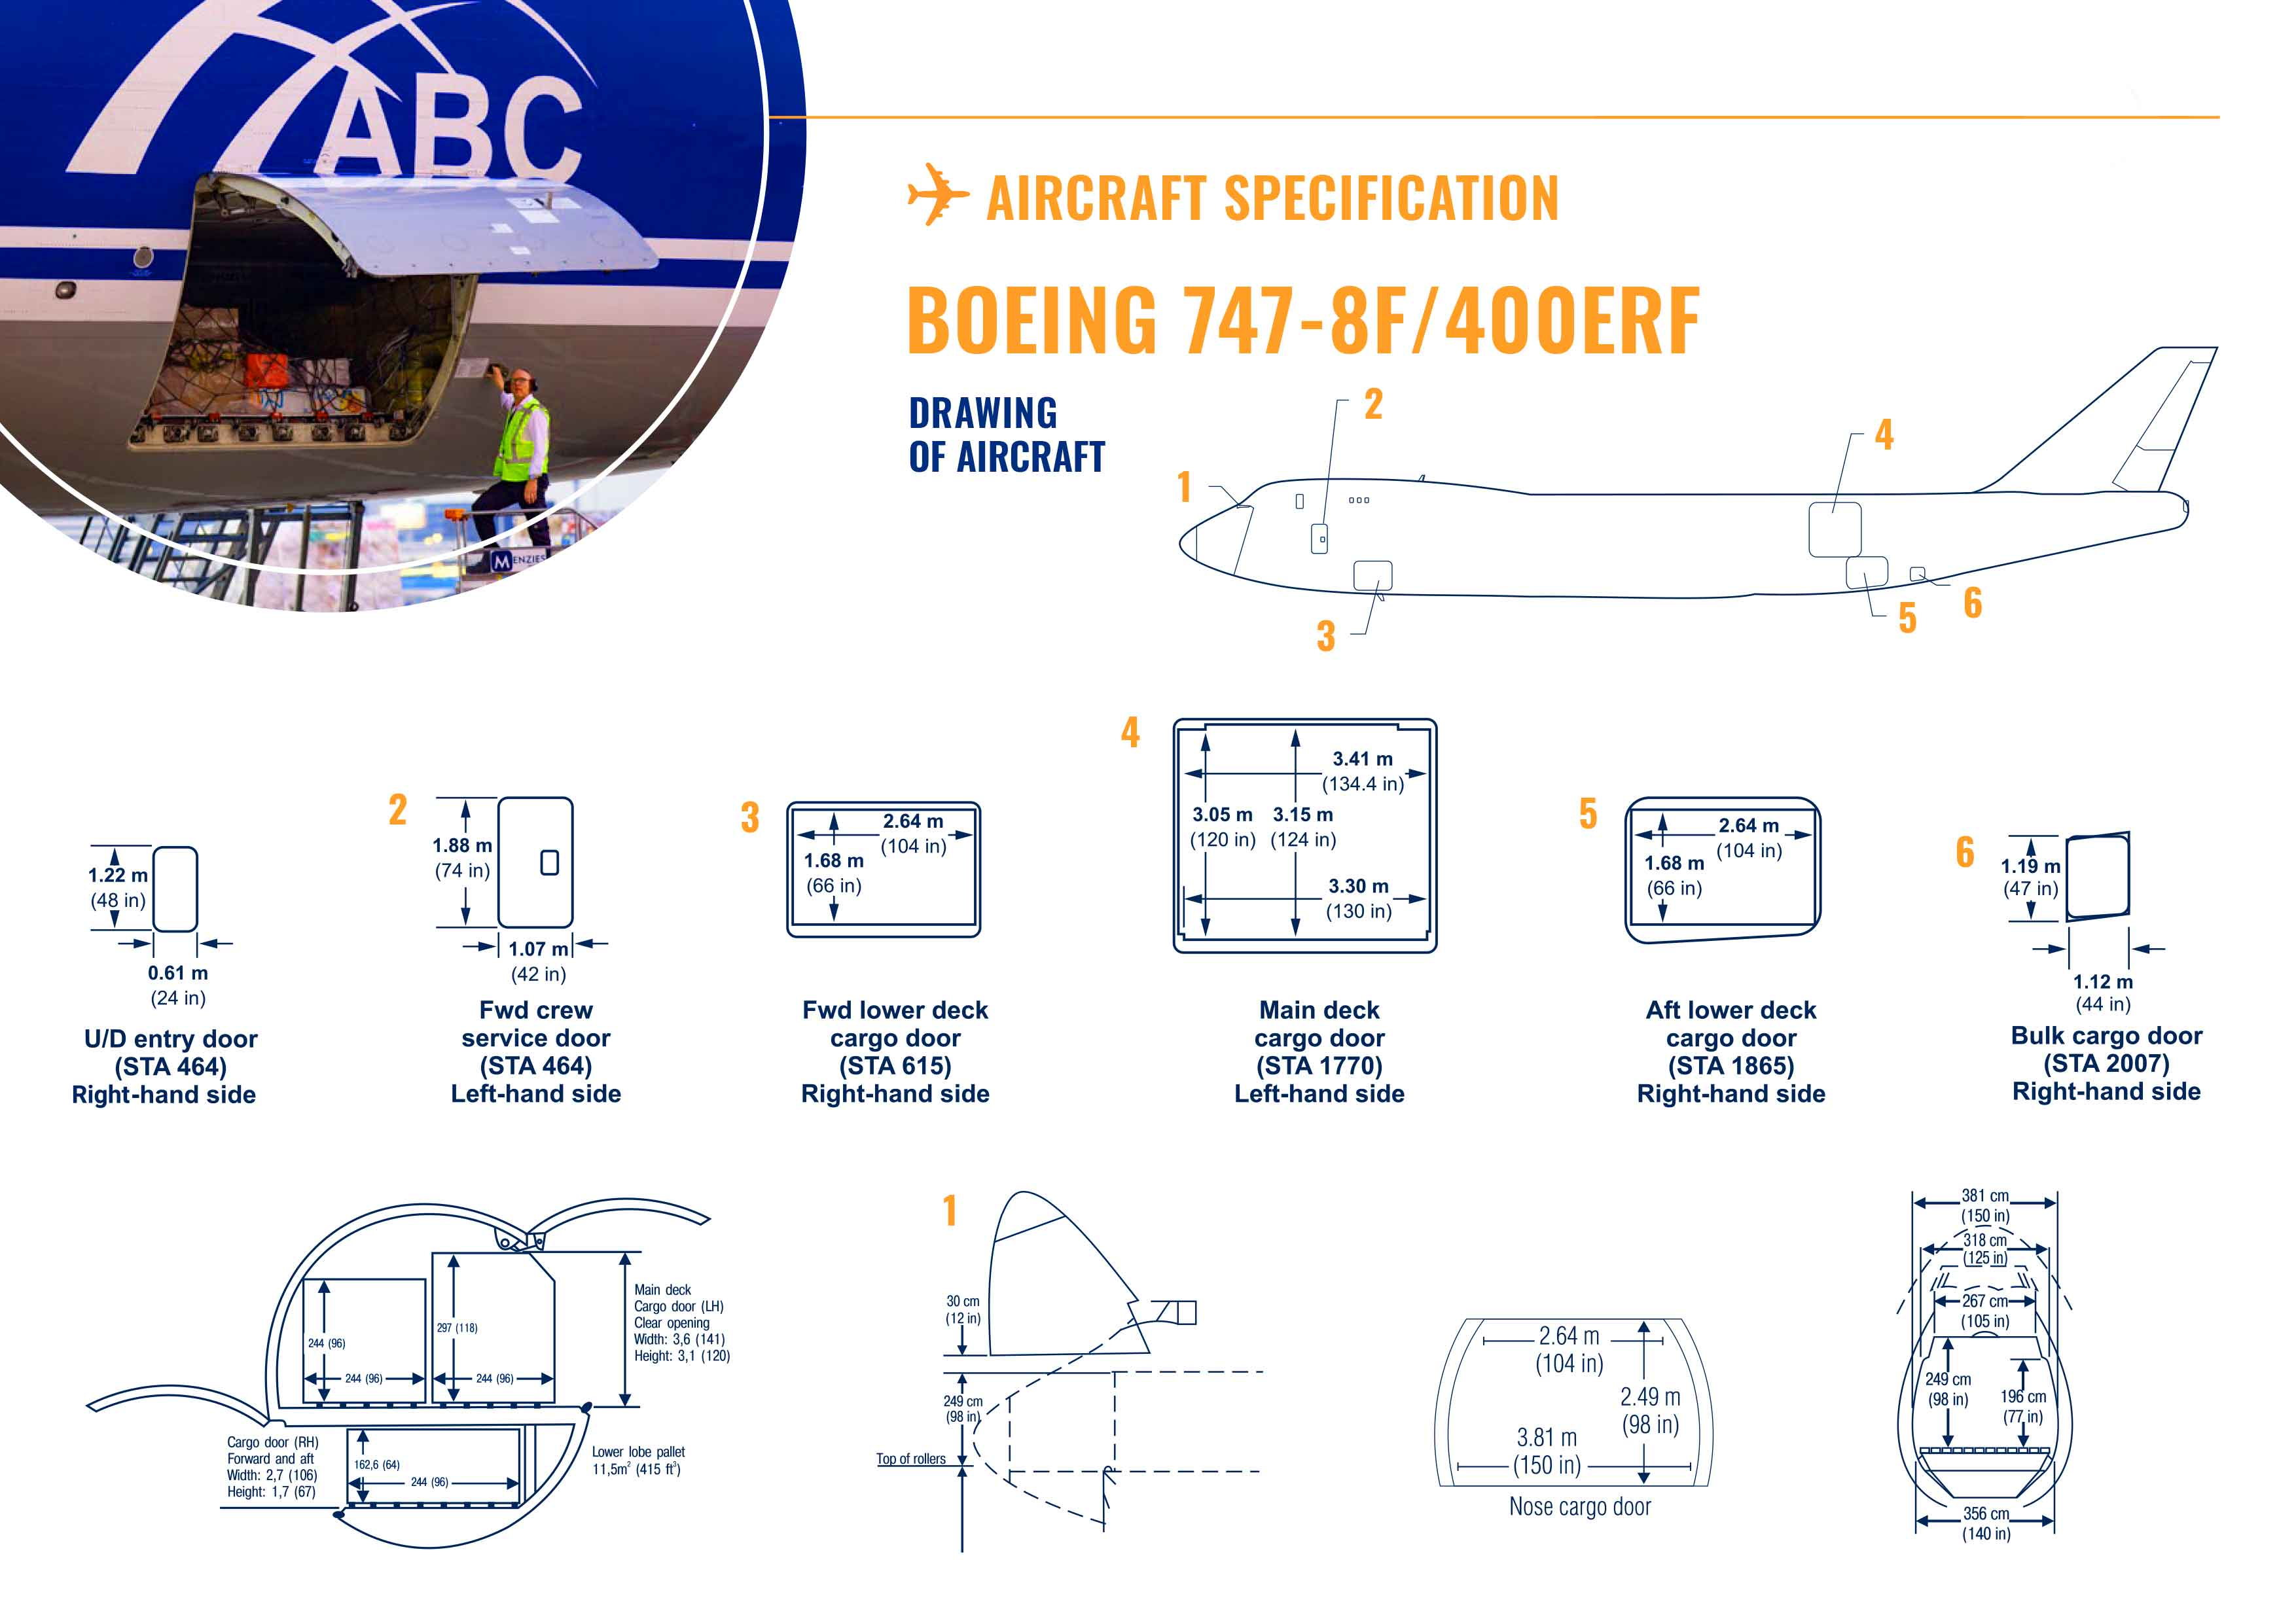 ABC
MENZIES
AIRCRAFT SPECIFICATION
BOEING 747-8F/400ERF
DRAWING
OF AIRCRAFT
1
2
3
4
5
6
1.22 m
(48 in)
0.61 m
(24 in)
U/D entry door
(STA 464)
Right-hand side
2
1.88 m
(74 in)
1.07 m
(42 in)
Fwd crew
service door
(STA 464)
Left-hand side
3
2.64 m
(104 in)
1.68 m
(66 in)
Fwd lower deck
cargo door
(STA 615)
Right-hand side
4
3.41 m
(134.4 in)
3.05 m
(120 in)
3.15 m
(124 in)
3.30 m
(130 in)
Main deck
cargo door
(STA 1770)
Left-hand side
5
2.64 m
(104 in)
1.68 m
(66 in)
Aft lower deck
cargo door
(STA 1865)
Right-hand side
6
1.19 m
(47 in)
1.12 m
(44 in)
Bulk cargo door
(STA 2007)
Right-hand side
244 (96)
244 (96)
297 (118)
244 (96)
Main deck
Cargo door (LH)
Clear opening
Width: 3,6 (141)
Height: 3,1 (120)
Cargo door (RH)
Forward and aft
Width: 2,7 (106)
Height: 1,7 (67)
162,6 (64)
244 (96)
Lower lobe pallet
11,5m² (415 ft³)
1
30 cm
(12 in)
249 cm
(98 in)
Top of rollers
2.64 m
(104 in)
2.49 m
(98 in)
3.81 m
(150 in)
Nose cargo door
381 cm
(150 in)
318 cm
(125 in)
267 cm
(105 in)
249 cm
(98 in)
196 cm
(77 in)
356 cm
(140 in)